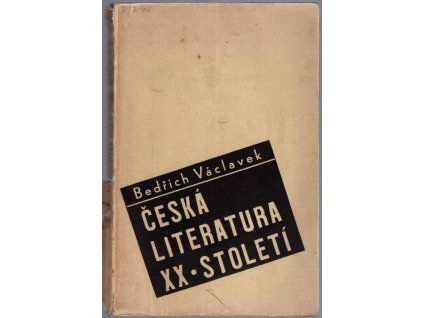 Bedřich Václavek
ČESKÁ
LITERATURA
XX • STOLETÍ